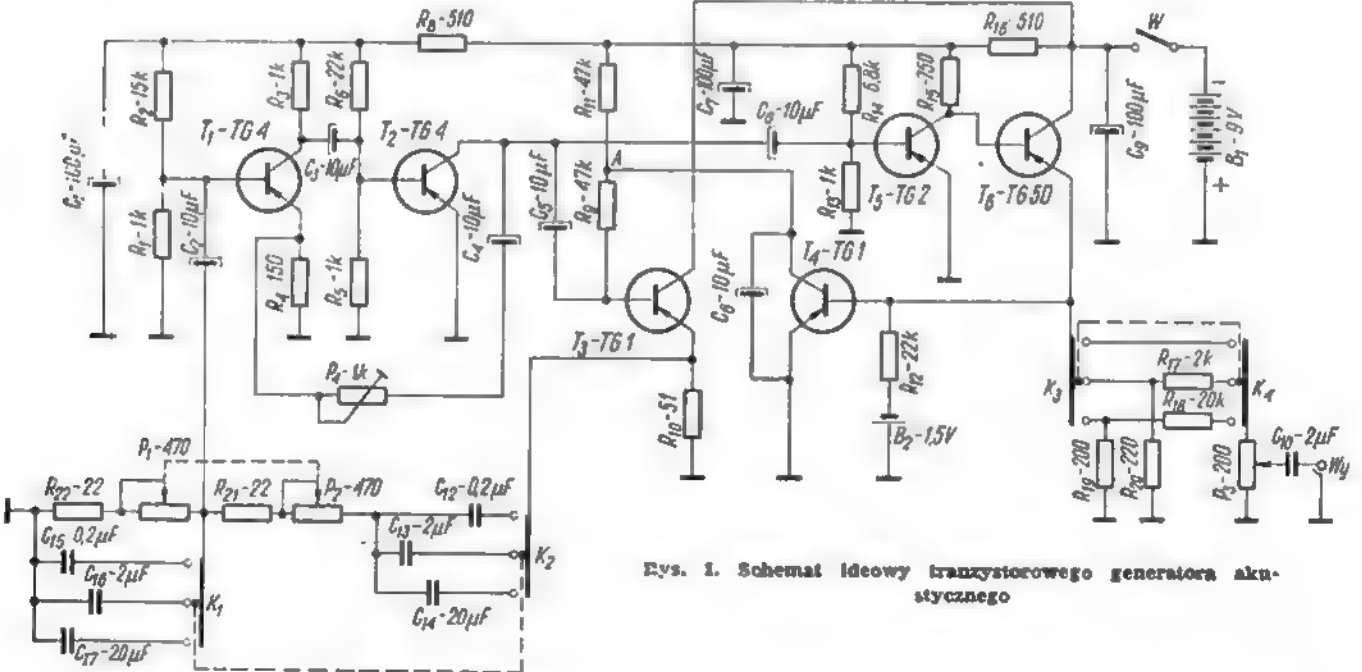 R₈-510
R₁₆ 510
W
R₂-15k
R₃-1k
R₆-22k
R₁₁-47k
C₇-100µF
R₁₄ 6,8k
R₁₅-750
C₉-100µF
B₁-9V
−
+
T₁-TG4
T₂-TG4
C₃-10µF
C₈-10µF
A
T₅-TG2
T₆-TG50
R₁-1k
C₂-10µF
R₄ 150
R₅-1k
C₄-10µF
C₅-10µF
R₉-47k
R₁₃-1k
T₄-TG1
C₆-10µF
T₃-TG1
P₄-1k
R₁₀-51
R₁₂-22k
B₂-1,5V
K₃
R₁₇-2k
R₁₈-20k
K₄
R₁₉-200
R₂₀-220
P₃-200
C₁₀-2µF
Wy
P₁-470
R₂₂-22
R₂₁-22
P₂-470
C₁₂-0,2µF
C₁₃-2µF
C₁₄-20µF
K₂
C₁₅ 0,2µF
C₁₆-2µF
C₁₇-20µF
K₁
Rys. 1. Schemat ideowy tranzystorowego generatora aku-
stycznego